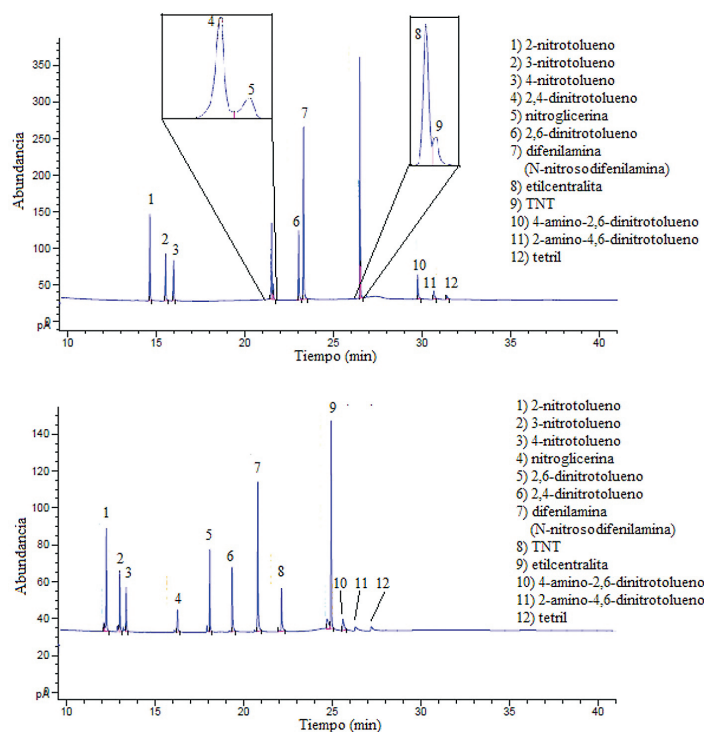 4
5
8
9
1
2
3
6
7
10
11
12
Abundancia
350
300
250
200
150
100
50
0
pA
10
15
20
25
30
35
40
Tiempo (min)
1) 2-nitrotolueno
2) 3-nitrotolueno
3) 4-nitrotolueno
4) 2,4-dinitrotolueno
5) nitroglicerina
6) 2,6-dinitrotolueno
7) difenilamina
(N-nitrosodifenilamina)
8) etilcentralita
9) TNT
10) 4-amino-2,6-dinitrotolueno
11) 2-amino-4,6-dinitrotolueno
12) tetril
1
2
3
4
5
6
7
8
9
10
11
12
Abundancia
140
120
100
80
60
40
20
0
pA
10
15
20
25
30
35
40
Tiempo (min)
1) 2-nitrotolueno
2) 3-nitrotolueno
3) 4-nitrotolueno
4) nitroglicerina
5) 2,6-dinitrotolueno
6) 2,4-dinitrotolueno
7) difenilamina
(N-nitrosodifenilamina)
8) TNT
9) etilcentralita
10) 4-amino-2,6-dinitrotolueno
11) 2-amino-4,6-dinitrotolueno
12) tetril